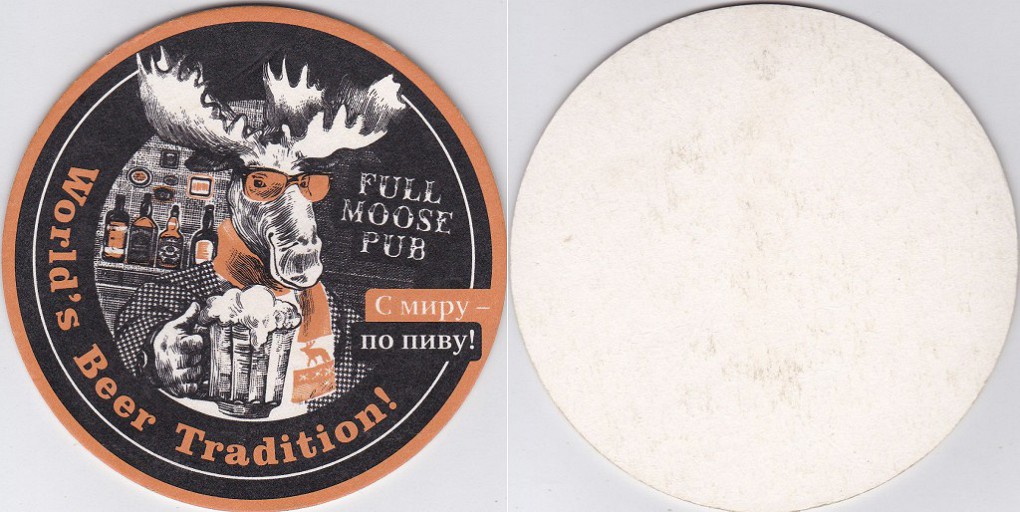 FULL
MOOSE
PUB
С миру –
по пиву!
World's Beer Tradition!